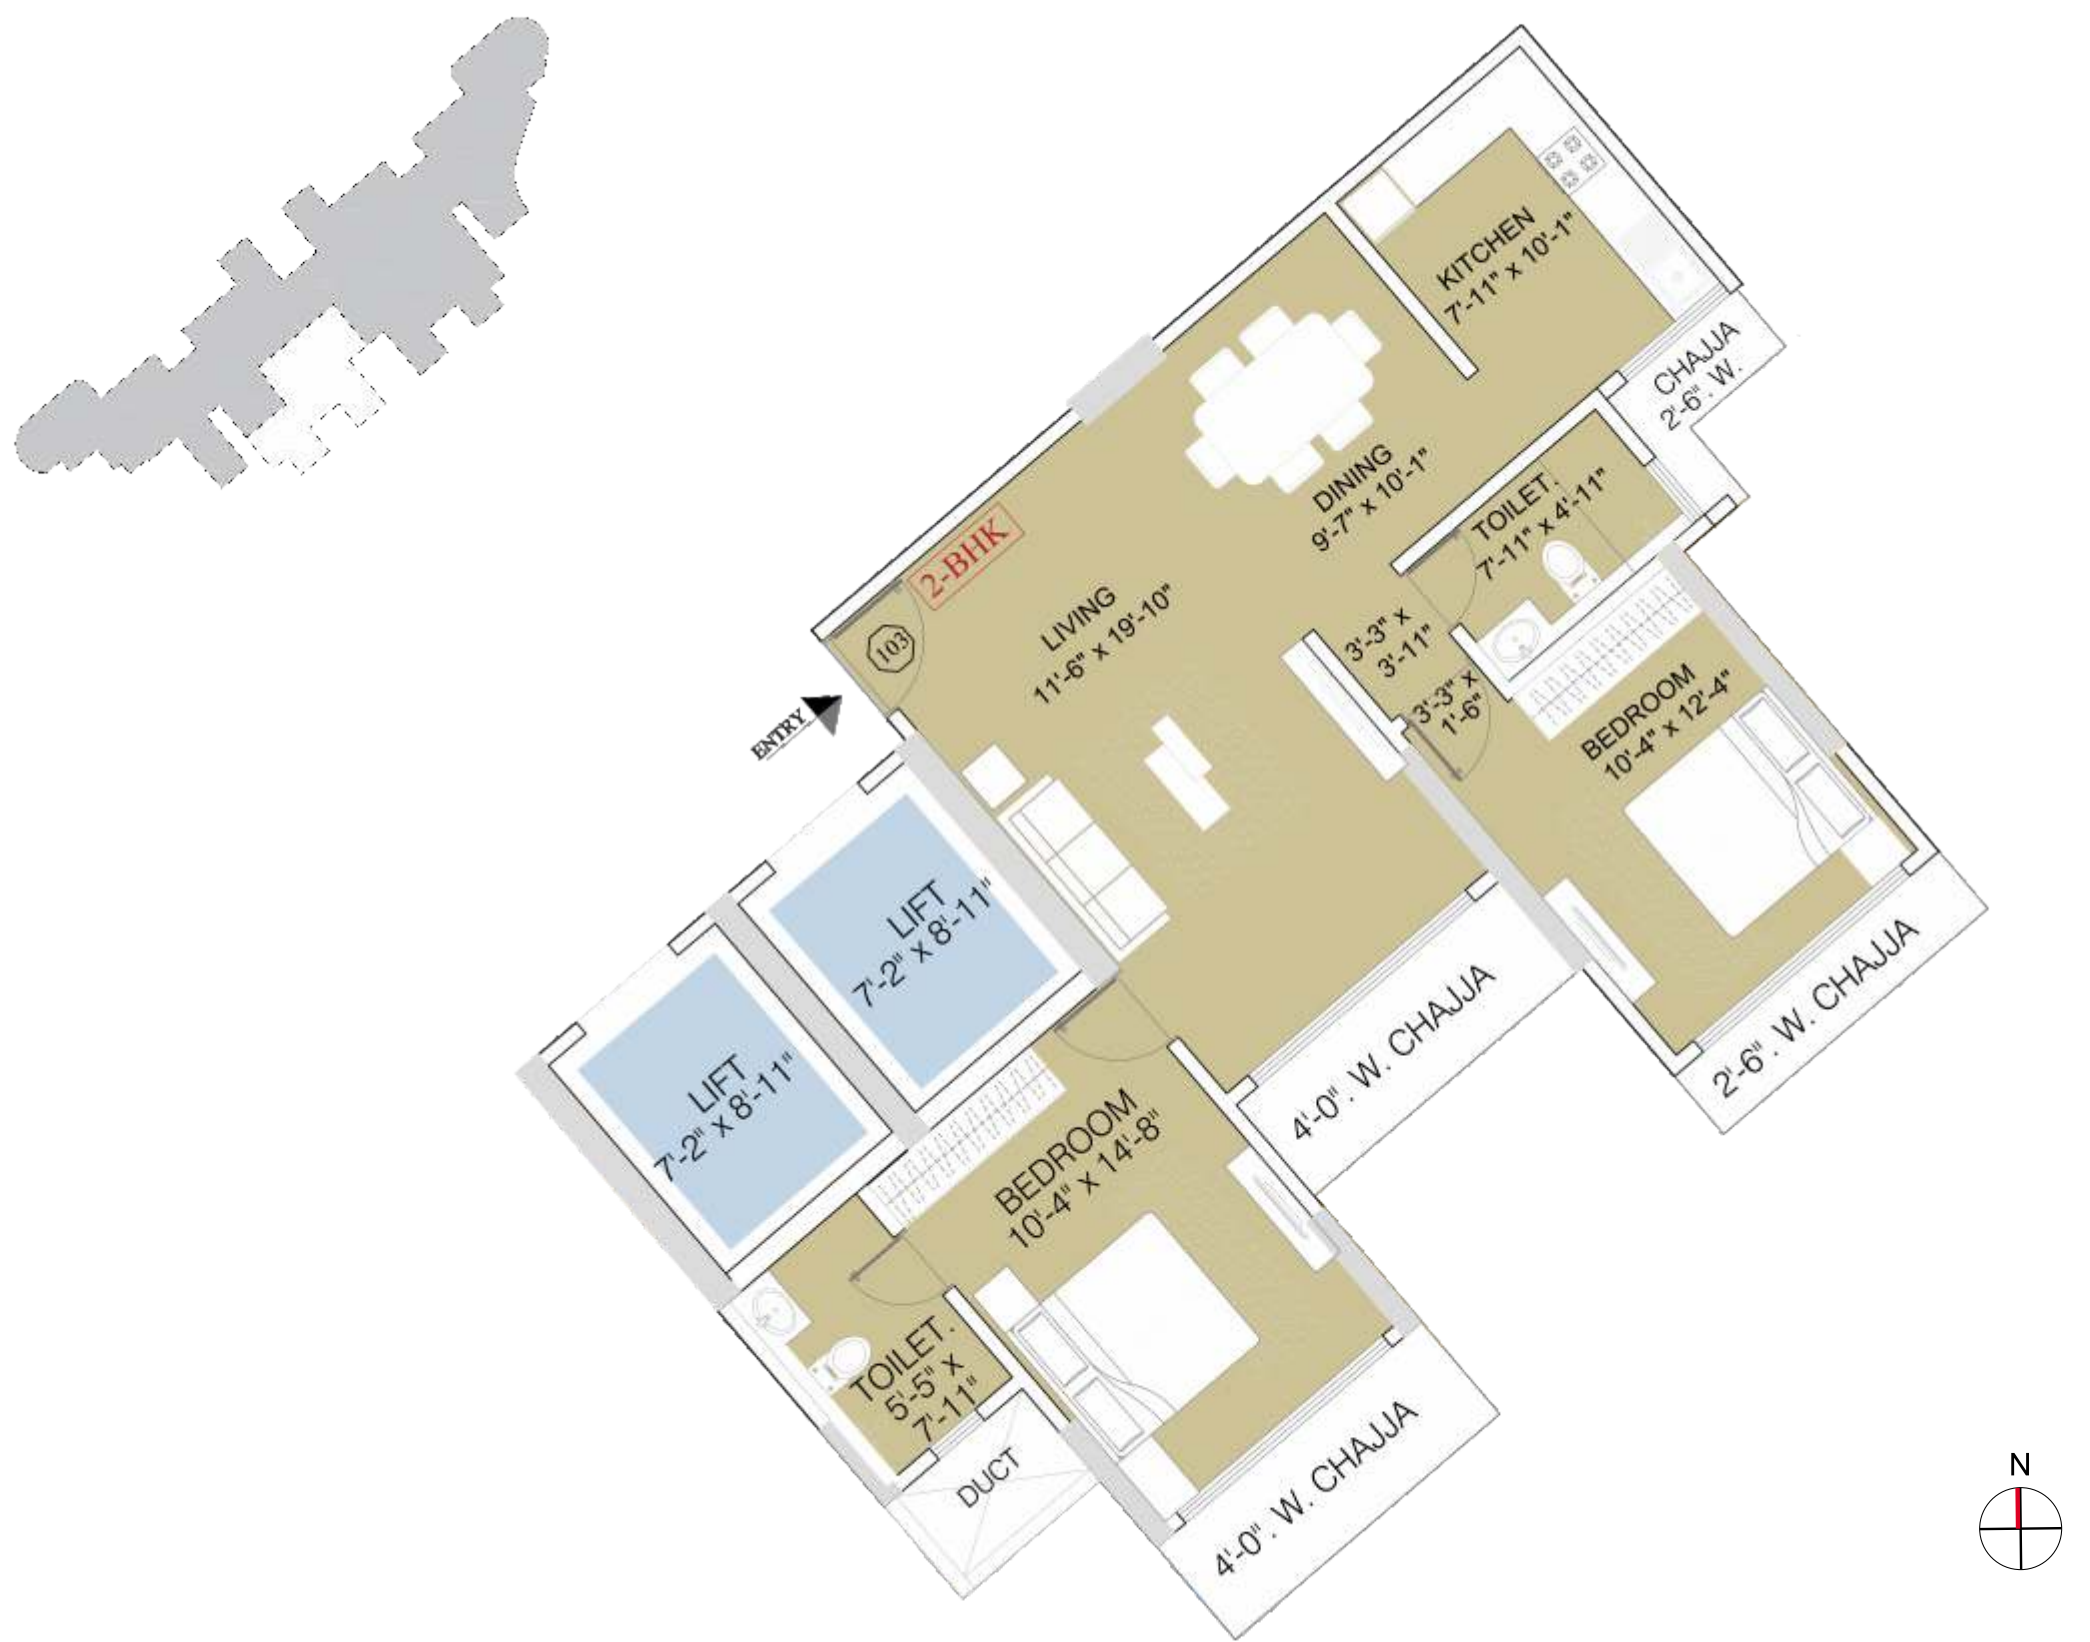 KITCHEN
7'-11" x 10'-1"
CHAJJA
2'-6". W.
DINING
9'-7" x 10'-1"
TOILET.
7'-11" x 4'-11"
2-BHK
103
ENTRY
LIVING
11'-6" x 19'-10"
3'-3" x
3'-11"
3'-3" x
1'-6"
BEDROOM
10'-4" x 12'-4"
LIFT
7'-2" X 8'-11"
4'-0". W. CHAJJA
2'-6". W. CHAJJA
LIFT
7'-2" X 8'-11"
BEDROOM
10'-4" X 14'-8"
TOILET.
5'-5" X
7'-11"
DUCT
4'-0". W. CHAJJA
N